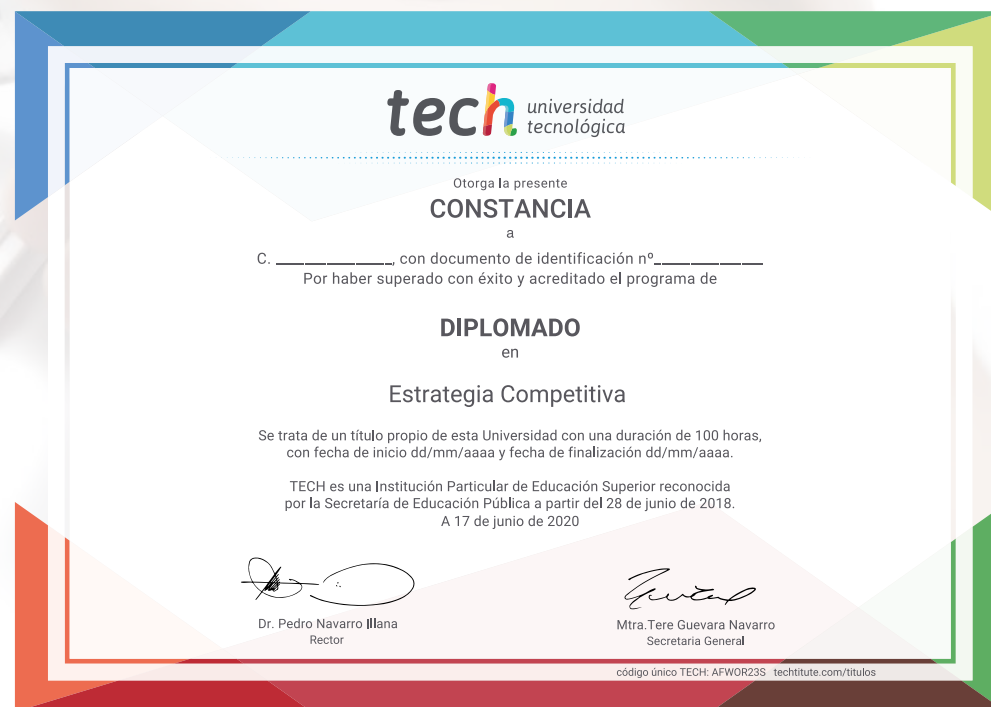 tech universidad
tecnológica
Otorga la presente
CONSTANCIA
a
C. ______________, con documento de identificación nº_____________
Por haber superado con éxito y acreditado el programa de
DIPLOMADO
en
Estrategia Competitiva
Se trata de un título propio de esta Universidad con una duración de 100 horas,
con fecha de inicio dd/mm/aaaa y fecha de finalización dd/mm/aaaa.
TECH es una Institución Particular de Educación Superior reconocida
por la Secretaría de Educación Pública a partir del 28 de junio de 2018.
A 17 de junio de 2020
Dr. Pedro Navarro Illana
Rector
Mtra.Tere Guevara Navarro
Secretaria General
código único TECH: AFWOR23S techtitute.com/titulos